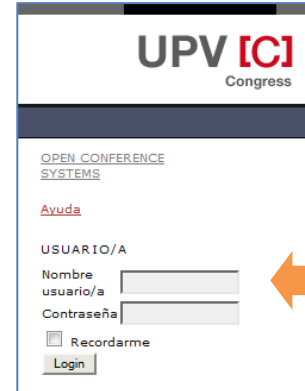 UPV [C]
Congress
OPEN CONFERENCE
SYSTEMS
Ayuda
USUARIO/A
Nombre
usuario/a
Contraseña
Recordarme
Login